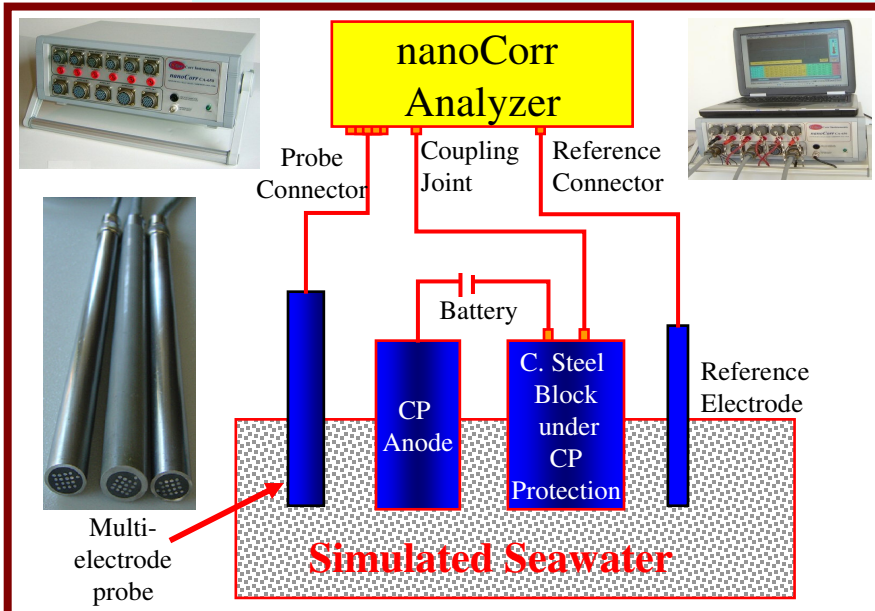 nanoCorr
Analyzer
Probe
Connector
Coupling
Joint
Reference
Connector
Battery
CP
Anode
C. Steel
Block
under
CP
Protection
Reference
Electrode
Multi-
electrode
probe
Simulated Seawater